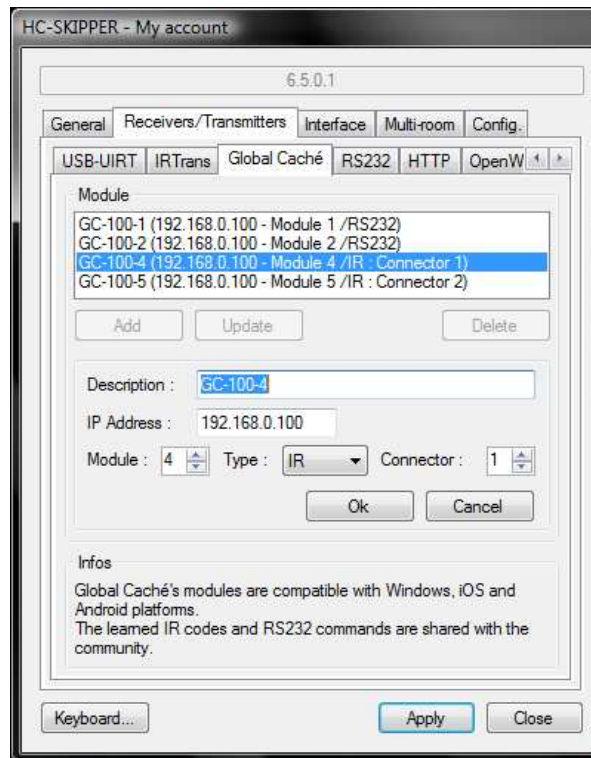 HC-SKIPPER - My account
6.5.0.1
General Receivers/Transmitters Interface Multi-room Config.
USB-UIRT IRTrans Global Caché RS232 HTTP OpenW
Module
GC-100-1 (192.168.0.100 - Module 1 /RS232)
GC-100-2 (192.168.0.100 - Module 2 /RS232)
GC-100-4 (192.168.0.100 - Module 4 /IR : Connector 1)
GC-100-5 (192.168.0.100 - Module 5 /IR : Connector 2)
Add Update Delete
Description : GC-100-4
IP Address : 192.168.0.100
Module : 4 Type : IR Connector : 1
Ok Cancel
Infos
Global Caché's modules are compatible with Windows, iOS and
Android platforms.
The learned IR codes and RS232 commands are shared with the
community.
Keyboard... Apply Close